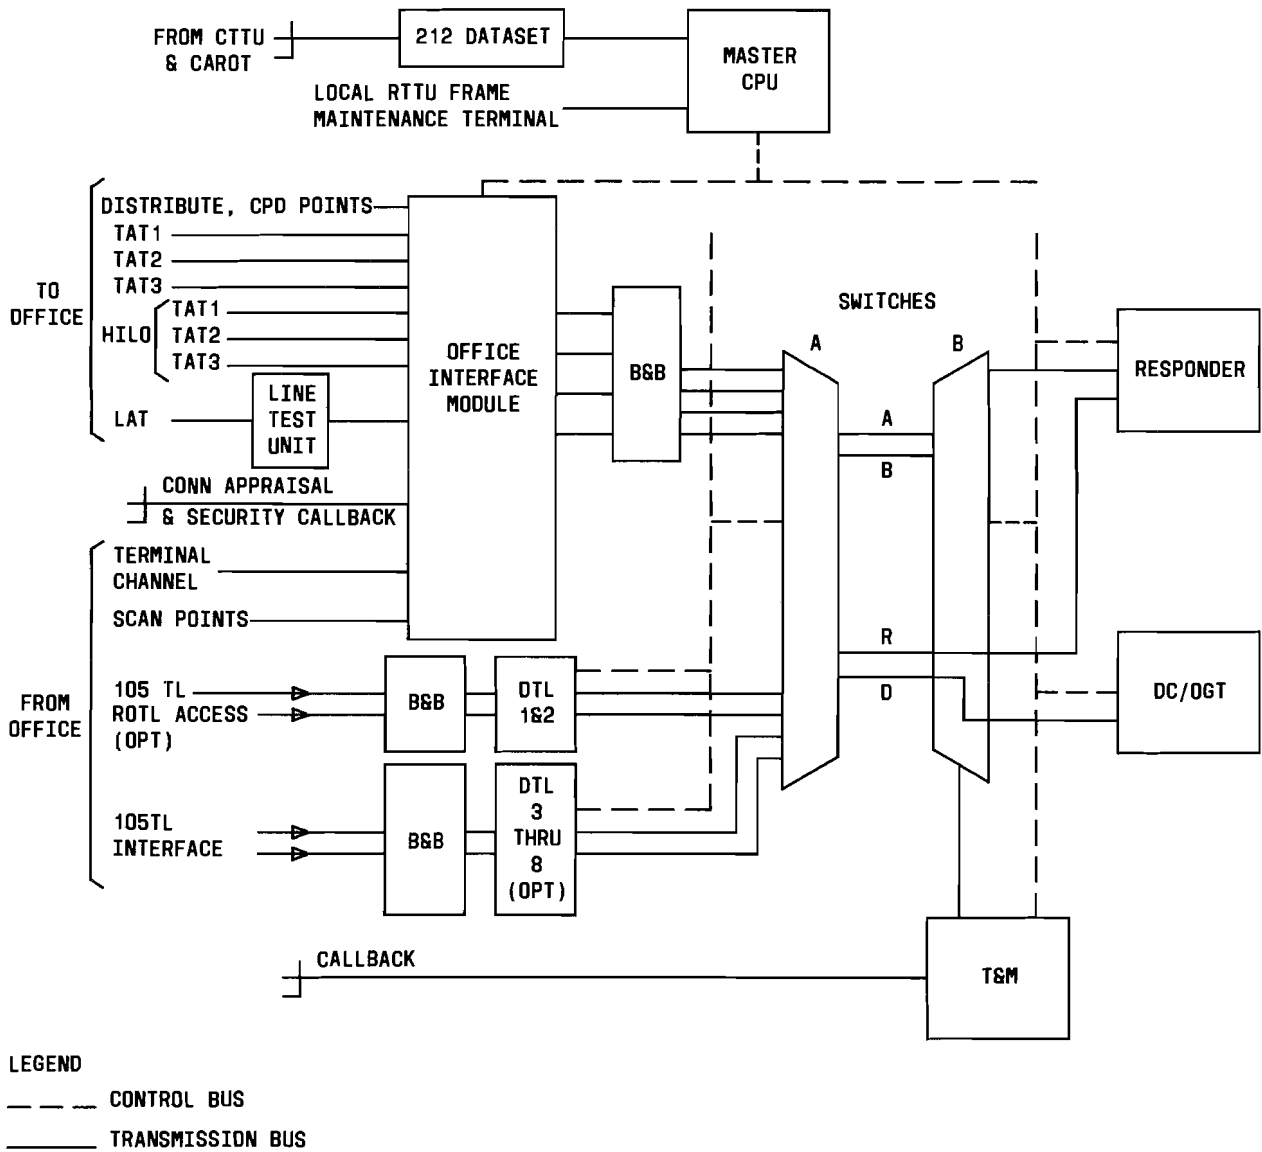 FROM CTTU
& CAROT
212 DATASET
MASTER
CPU
LOCAL RTTU FRAME
MAINTENANCE TERMINAL
TO
OFFICE
DISTRIBUTE, CPD POINTS
TAT1
TAT2
TAT3
HILO
TAT1
TAT2
TAT3
LAT
LINE
TEST
UNIT
OFFICE
INTERFACE
MODULE
B&B
SWITCHES
A
B
A
B
RESPONDER
CONN APPRAISAL
& SECURITY CALLBACK
FROM
OFFICE
TERMINAL
CHANNEL
SCAN POINTS
105 TL
ROTL ACCESS
(OPT)
B&B
DTL
1&2
R
D
DC/OGT
105TL
INTERFACE
B&B
DTL
3
THRU
8
(OPT)
CALLBACK
T&M
LEGEND
CONTROL BUS
TRANSMISSION BUS